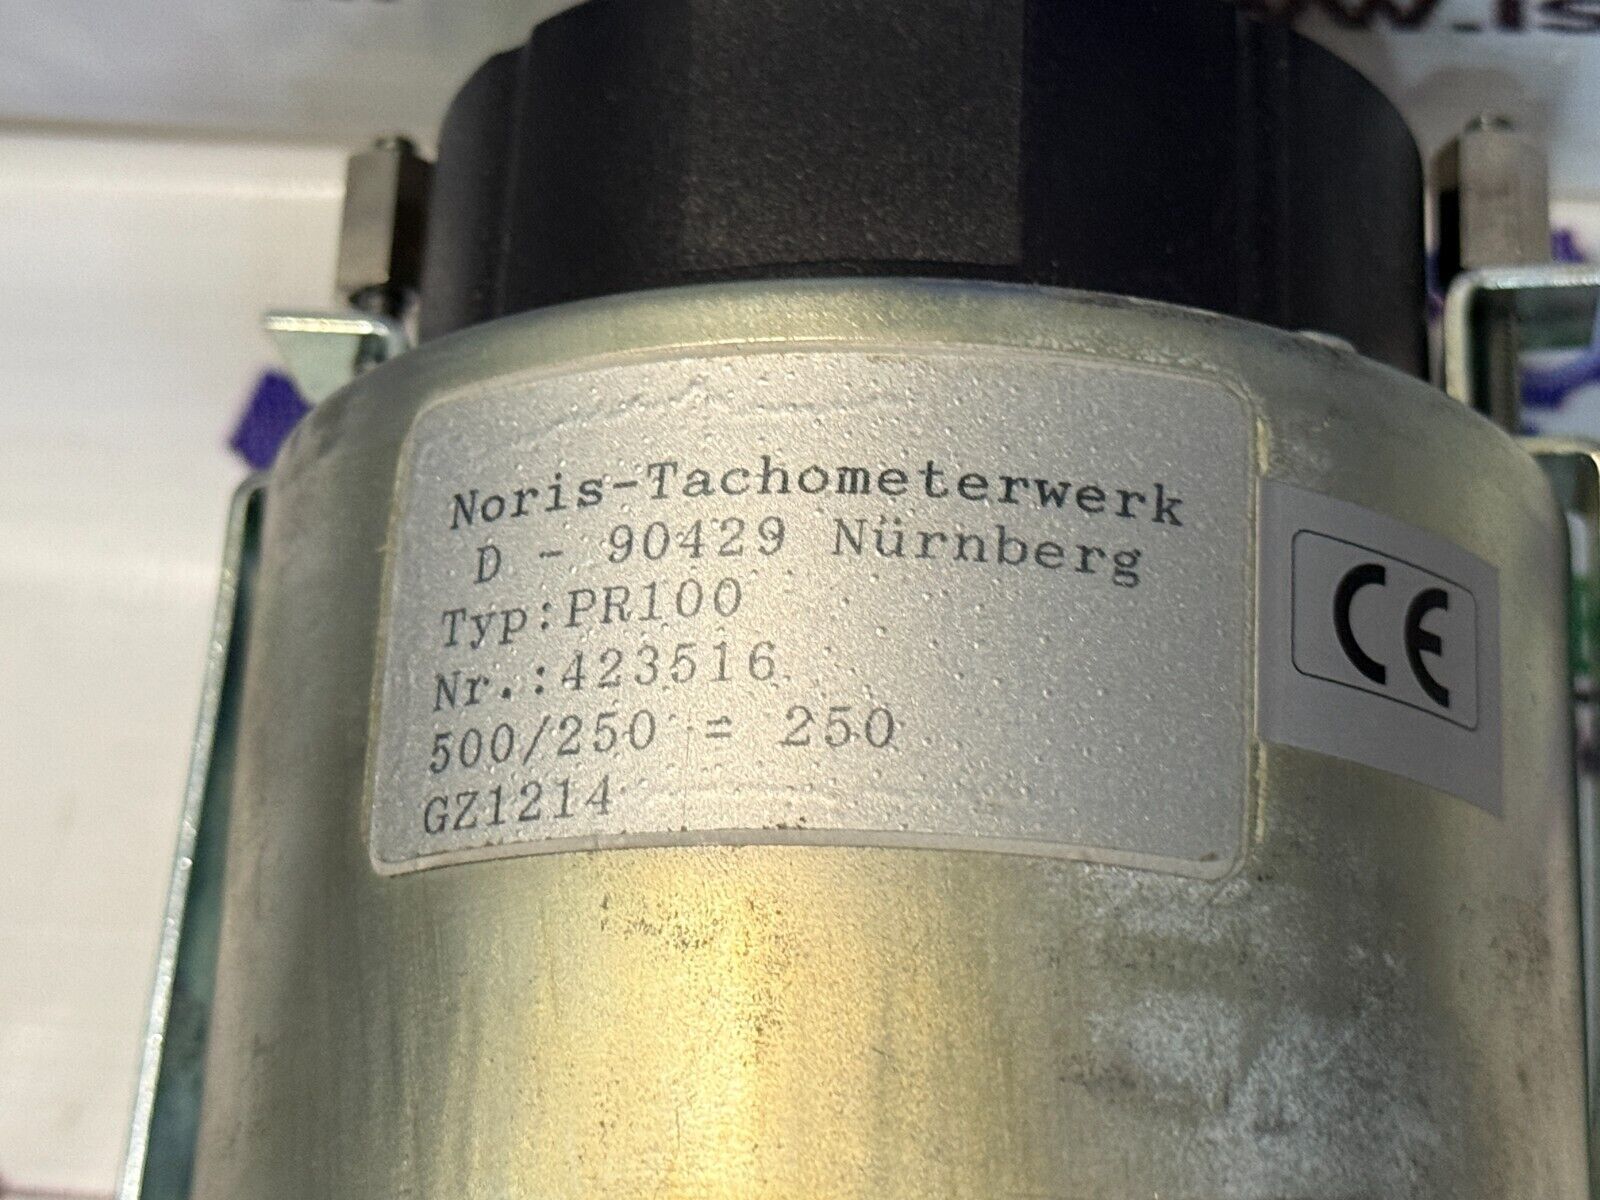 Noris-Tachometerwerk
D - 90429 Nürnberg
Typ:PR100
Nr.:423516
500/250 = 250
GZ1214
CE